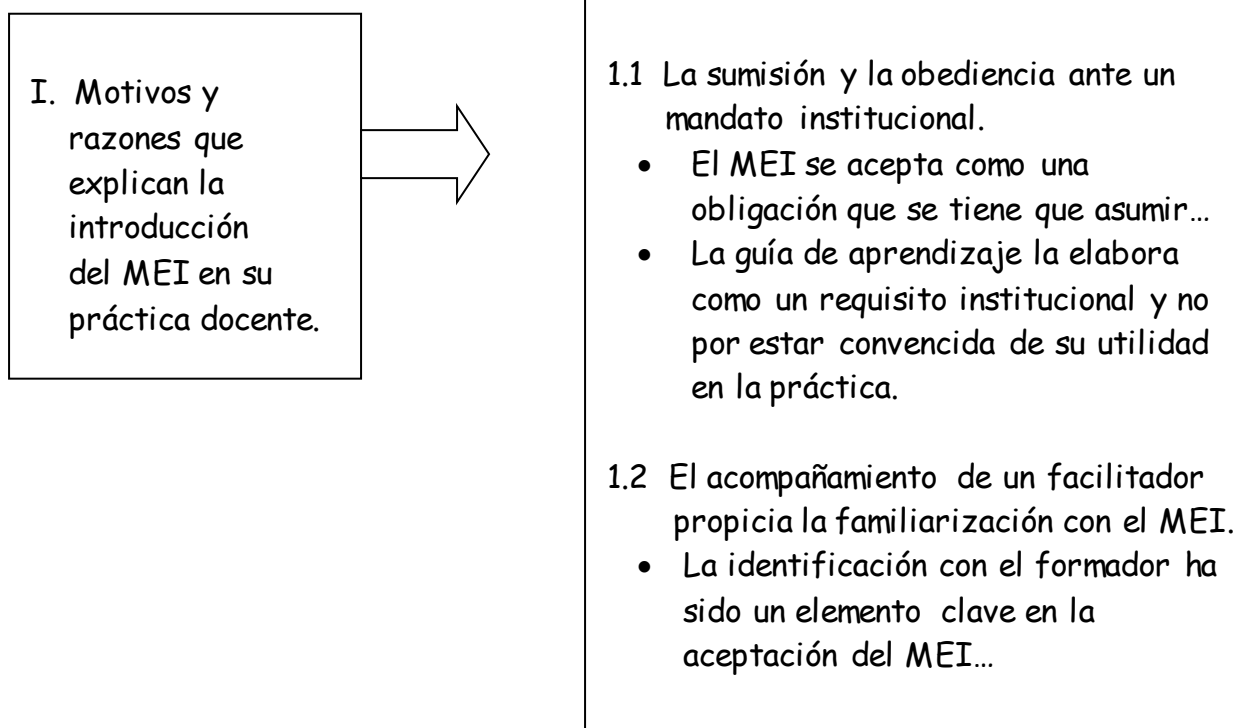 I. Motivos y
razones que
explican la
introducción
del MEI en su
práctica docente.
1.1 La sumisión y la obediencia ante un
mandato institucional.
• El MEI se acepta como una
obligación que se tiene que asumir…
• La guía de aprendizaje la elabora
como un requisito institucional y no
por estar convencida de su utilidad
en la práctica.
1.2 El acompañamiento de un facilitador
propicia la familiarización con el MEI.
• La identificación con el formador ha
sido un elemento clave en la
aceptación del MEI…